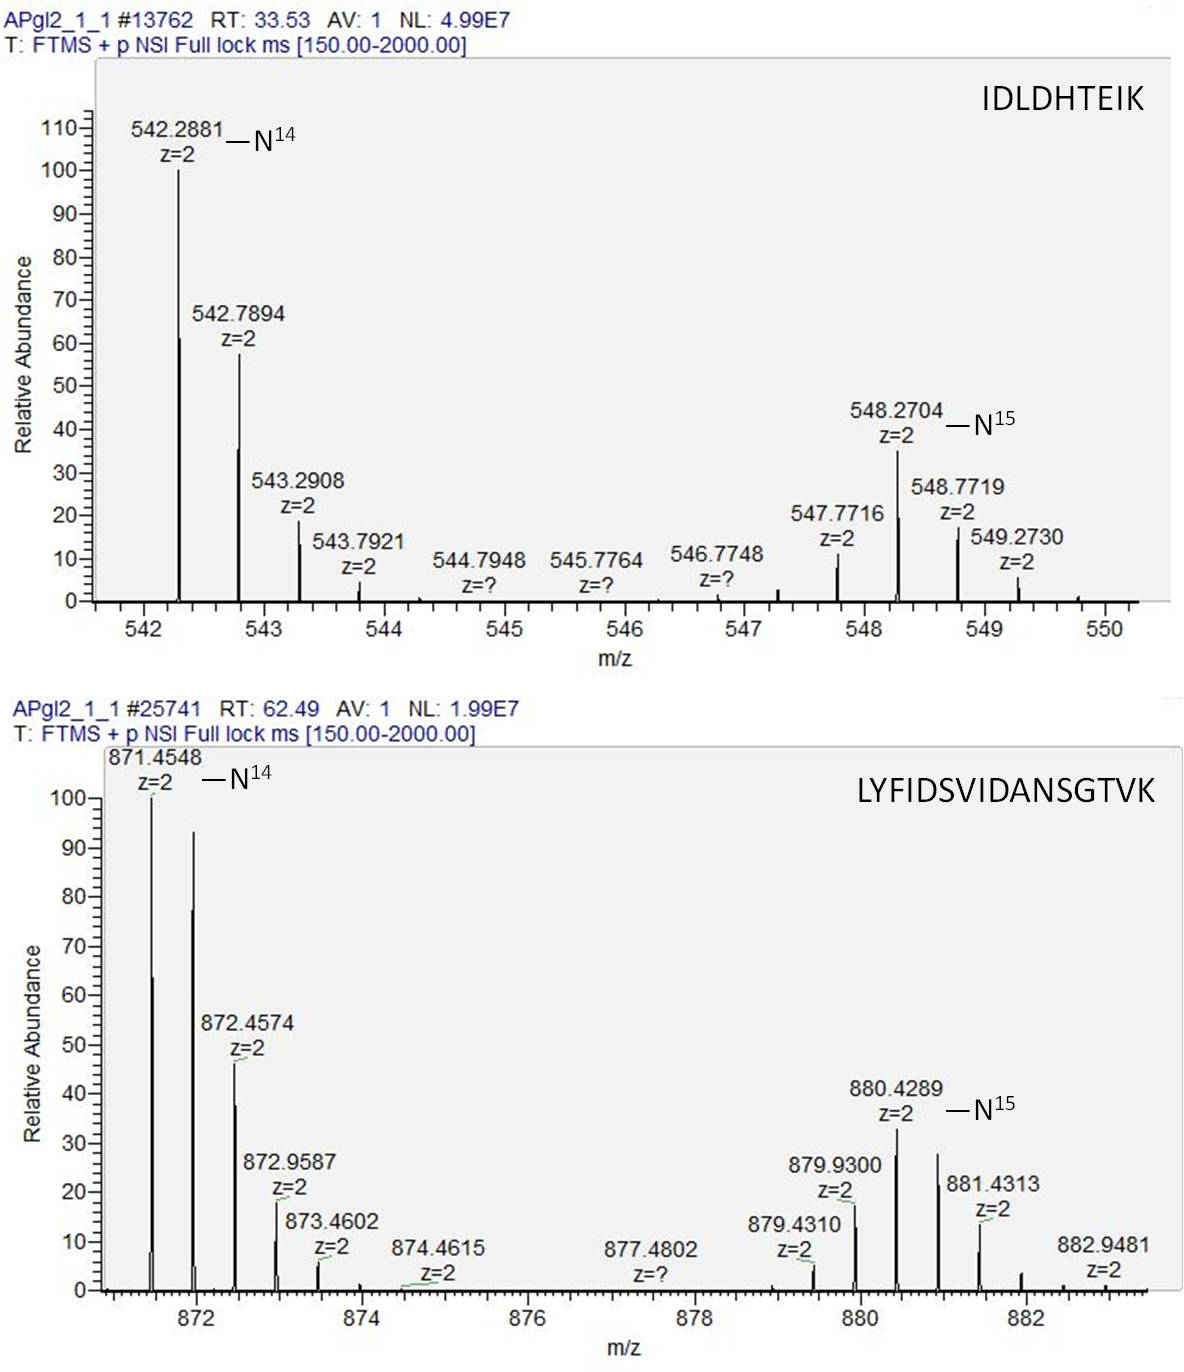 APgl2_1_1 #13762 RT: 33.53 AV: 1 NL: 4.99E7
T: FTMS + p NSI Full lock ms [150.00-2000.00]
IDLDHTEIK
542.2881
z=2
—N¹⁴
542.7894
z=2
543.2908
z=2
543.7921
z=2
544.7948
z=?
545.7764
z=?
546.7748
z=?
547.7716
z=2
548.2704
z=2
—N¹⁵
548.7719
z=2
549.2730
z=2
Relative Abundance
110
100
90
80
70
60
50
40
30
20
10
0
542 543 544 545 546 547 548 549 550
m/z
APgl2_1_1 #25741 RT: 62.49 AV: 1 NL: 1.99E7
T: FTMS + p NSI Full lock ms [150.00-2000.00]
871.4548
z=2
—N¹⁴
LYFIDSVIDANSGTVK
872.4574
z=2
872.9587
z=2
873.4602
z=2
874.4615
z=2
877.4802
z=?
879.4310
z=2
879.9300
z=2
880.4289
z=2
—N¹⁵
881.4313
z=2
882.9481
z=2
Relative Abundance
100
90
80
70
60
50
40
30
20
10
0
872 874 876 878 880 882
m/z